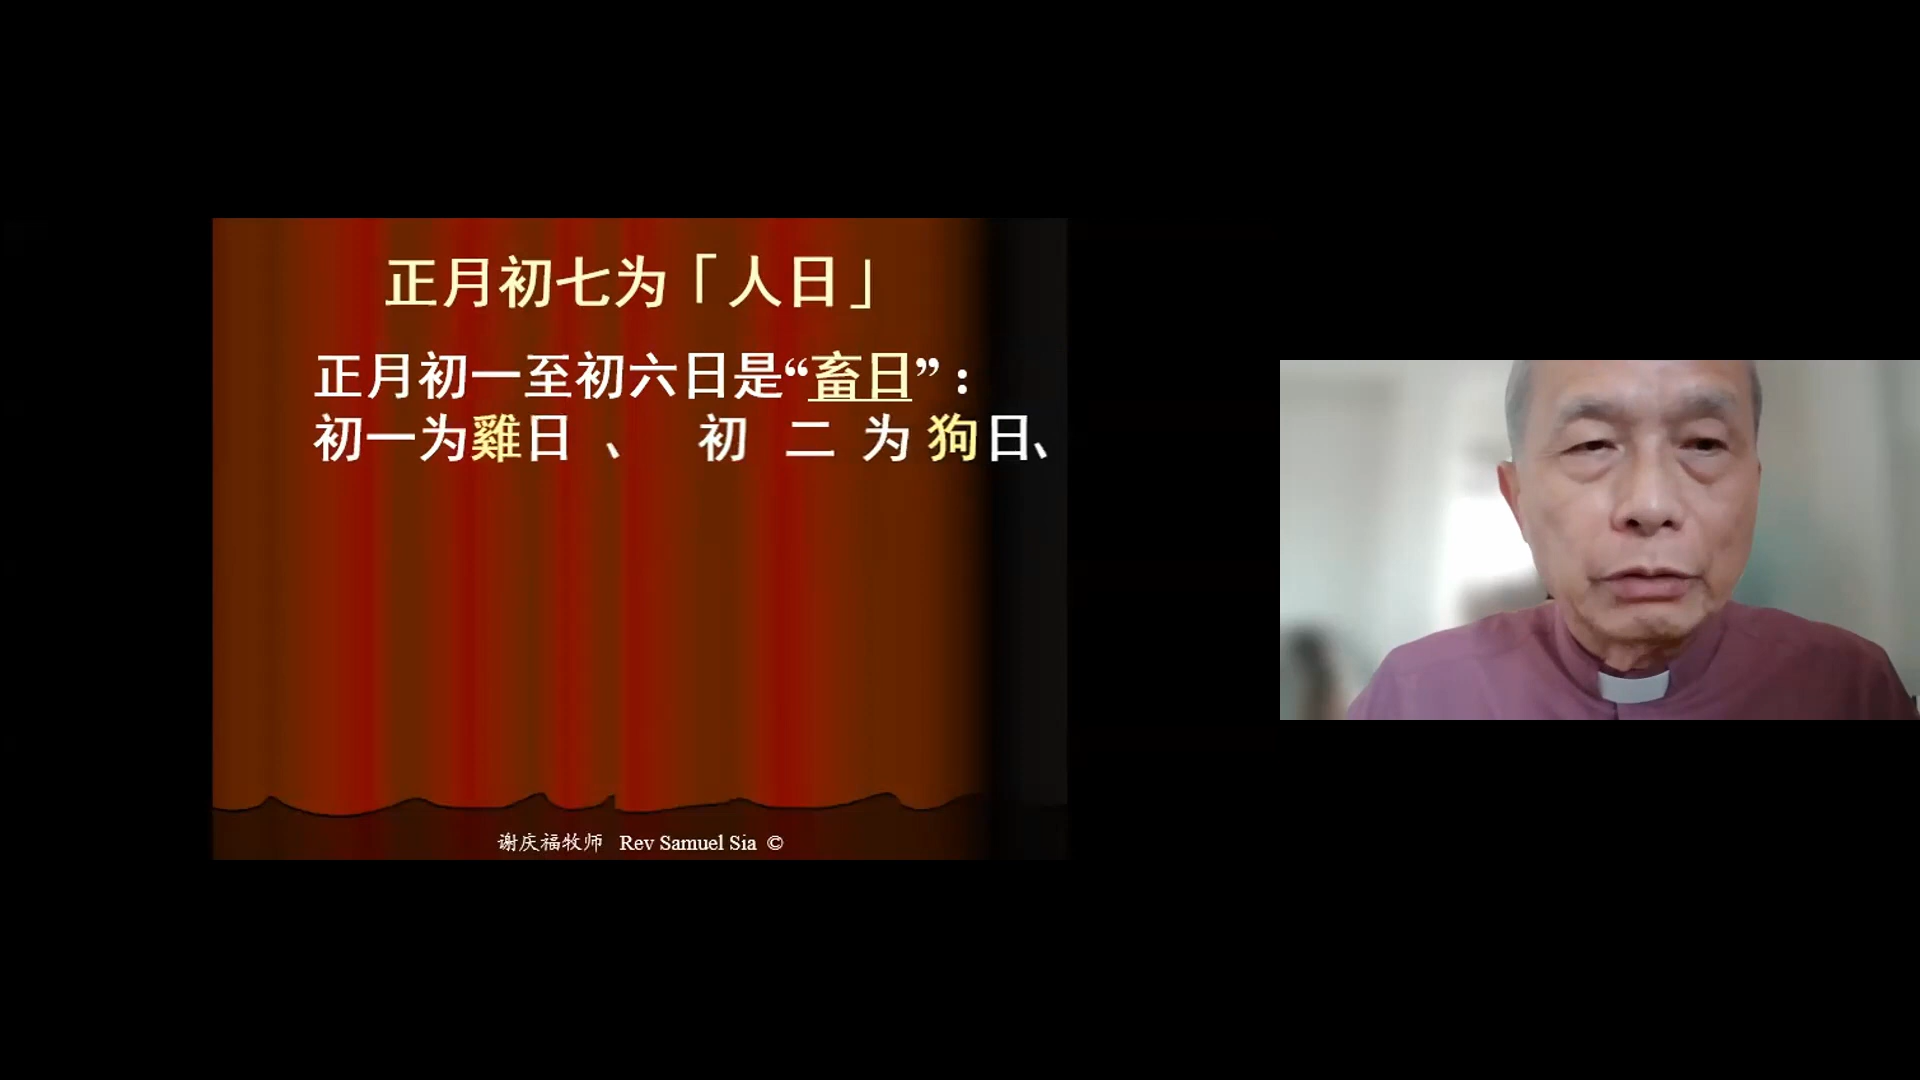 正月初七为「人日」
正月初一至初六日是“畜日”：
初一为雞日 、 初 二 为 狗日、
谢庆福牧师 Rev Samuel Sia ©